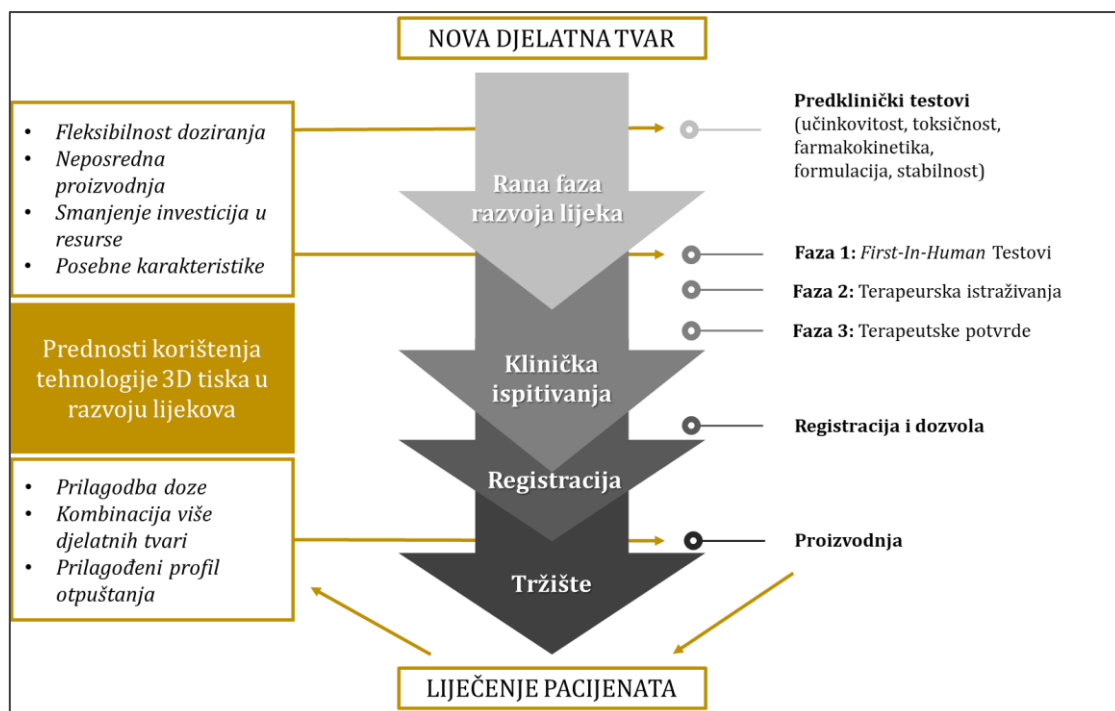 NOVA DJELATNA TVAR
• Fleksibilnost doziranja
• Neposredna
proizvodnja
• Smanjenje investicija u
resurse
• Posebne karakteristike
Prednosti korištenja
tehnologije 3D tiska u
razvoju lijekova
• Prilagodba doze
• Kombinacija više
djelatnih tvari
• Prilagođeni profil
otpuštanja
Rana faza
razvoja lijeka
Klinička
ispitivanja
Registracija
Tržište
Predklinički testovi
(učinkovitost, toksičnost,
farmakokinetika,
formulacija, stabilnost)
Faza 1: First-In-Human Testovi
Faza 2: Terapeurska istraživanja
Faza 3: Terapeutske potvrde
Registracija i dozvola
Proizvodnja
LIJEČENJE PACIJENATA